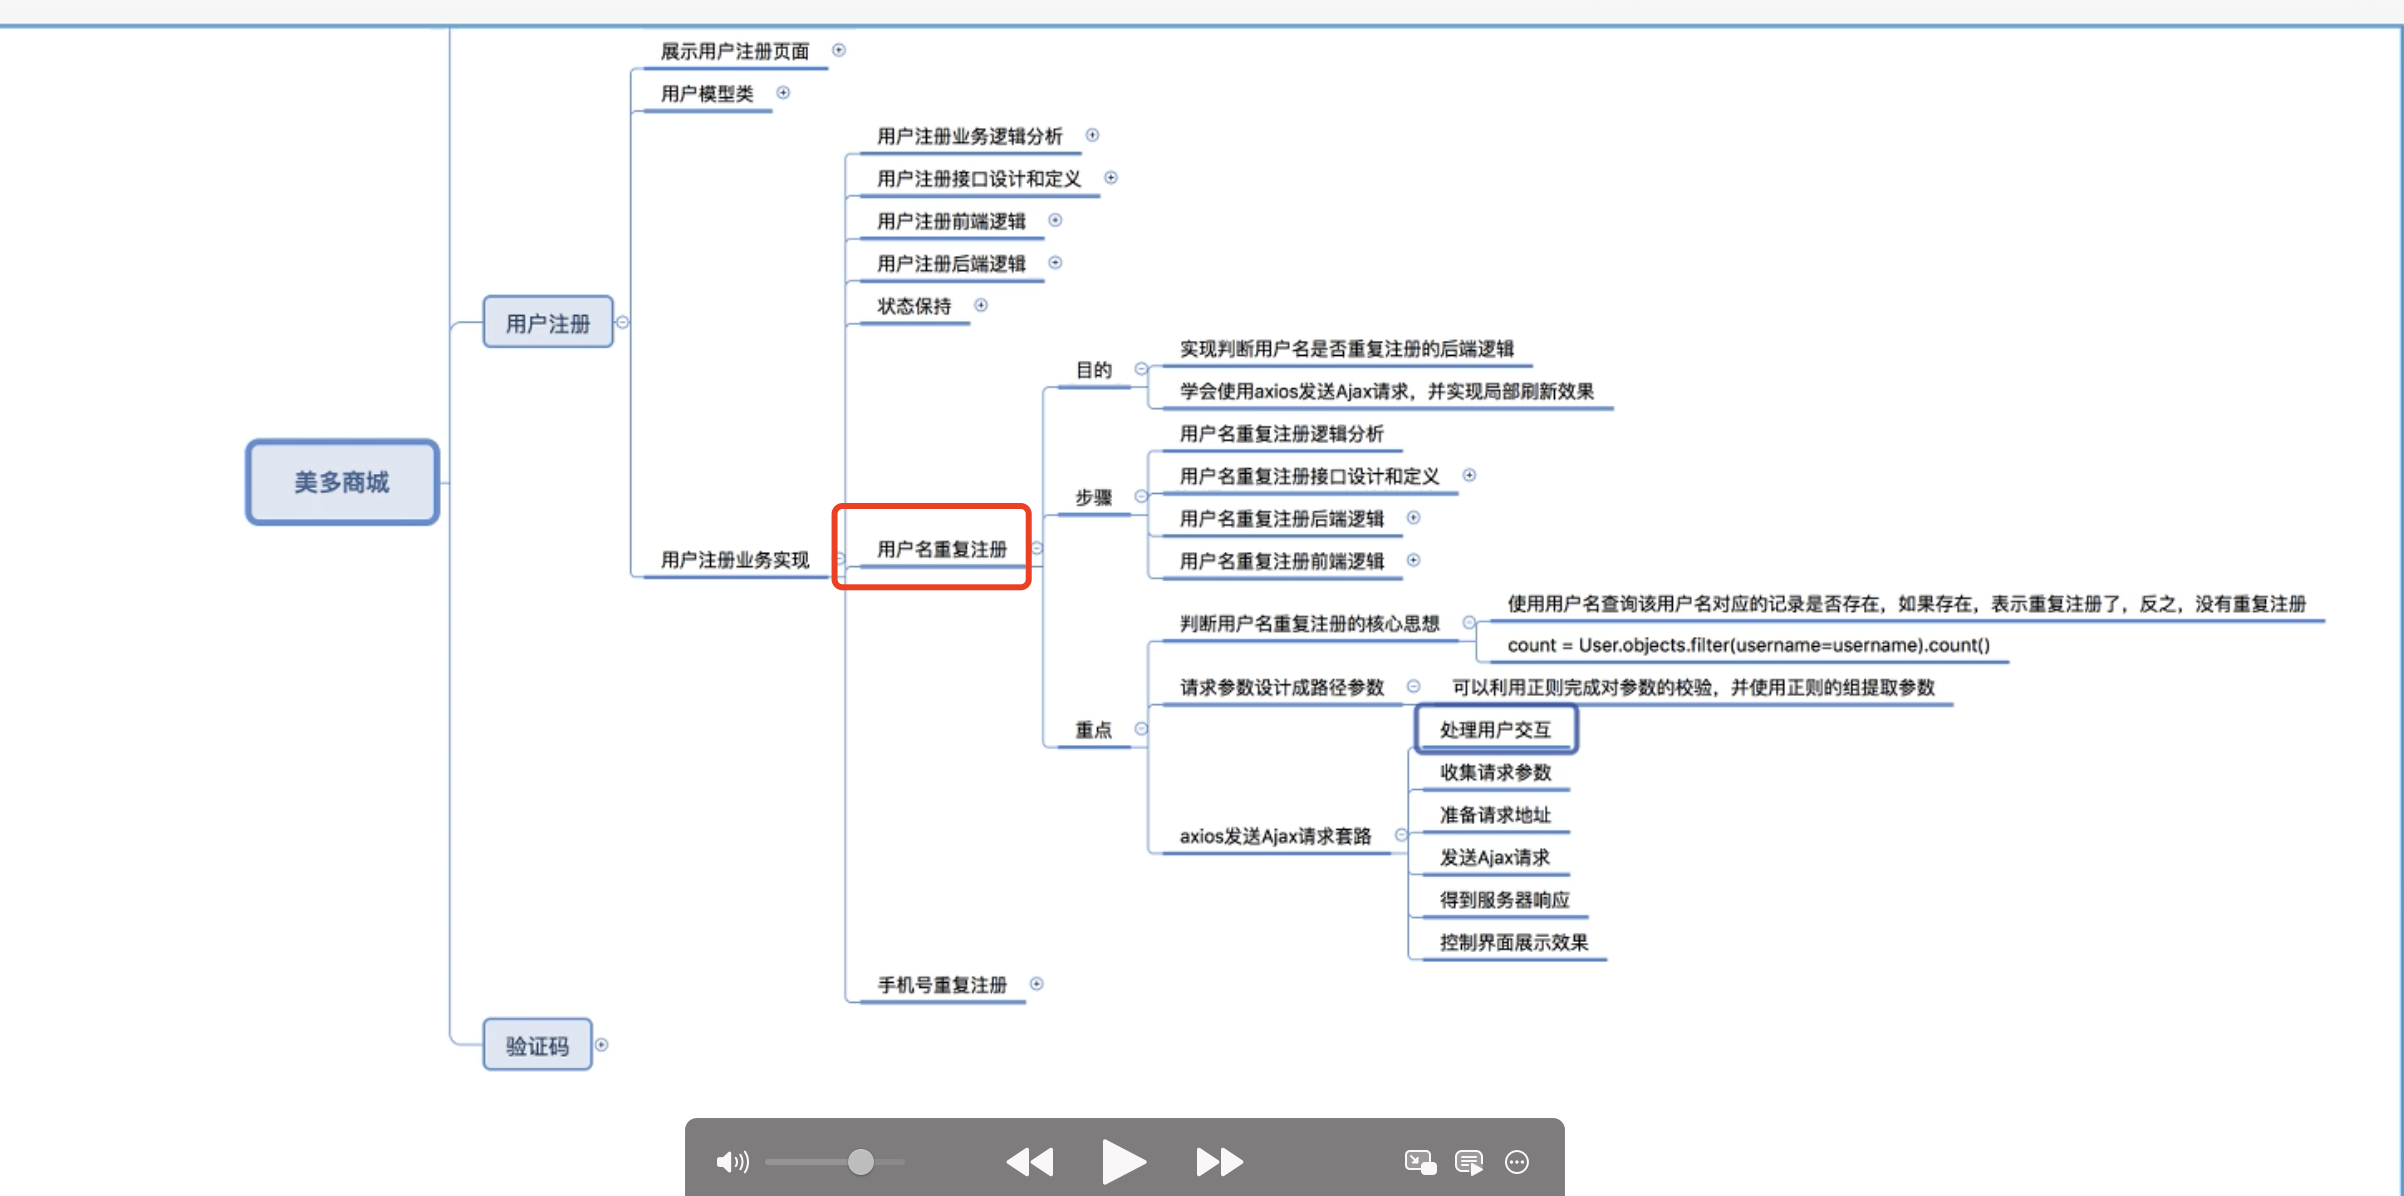 展示用户注册页面
用户模型类
用户注册业务逻辑分析
用户注册接口设计和定义
用户注册前端逻辑
用户注册后端逻辑
状态保持
用户注册
实现判断用户名是否重复注册的后端逻辑
目的
学会使用axios发送Ajax请求，并实现局部刷新效果
用户名重复注册逻辑分析
用户名重复注册接口设计和定义
美多商城
步骤
用户名重复注册后端逻辑
用户注册业务实现
用户名重复注册
用户名重复注册前端逻辑
使用用户名查询该用户名对应的记录是否存在，如果存在，表示重复注册了，反之，没有重复注册
判断用户名重复注册的核心思想
count = User.objects.filter(username=username).count()
请求参数设计成路径参数
可以利用正则完成对参数的校验，并使用正则的组提取参数
重点
处理用户交互
收集请求参数
准备请求地址
axios发送Ajax请求套路
发送Ajax请求
得到服务器响应
控制界面展示效果
手机号重复注册
验证码